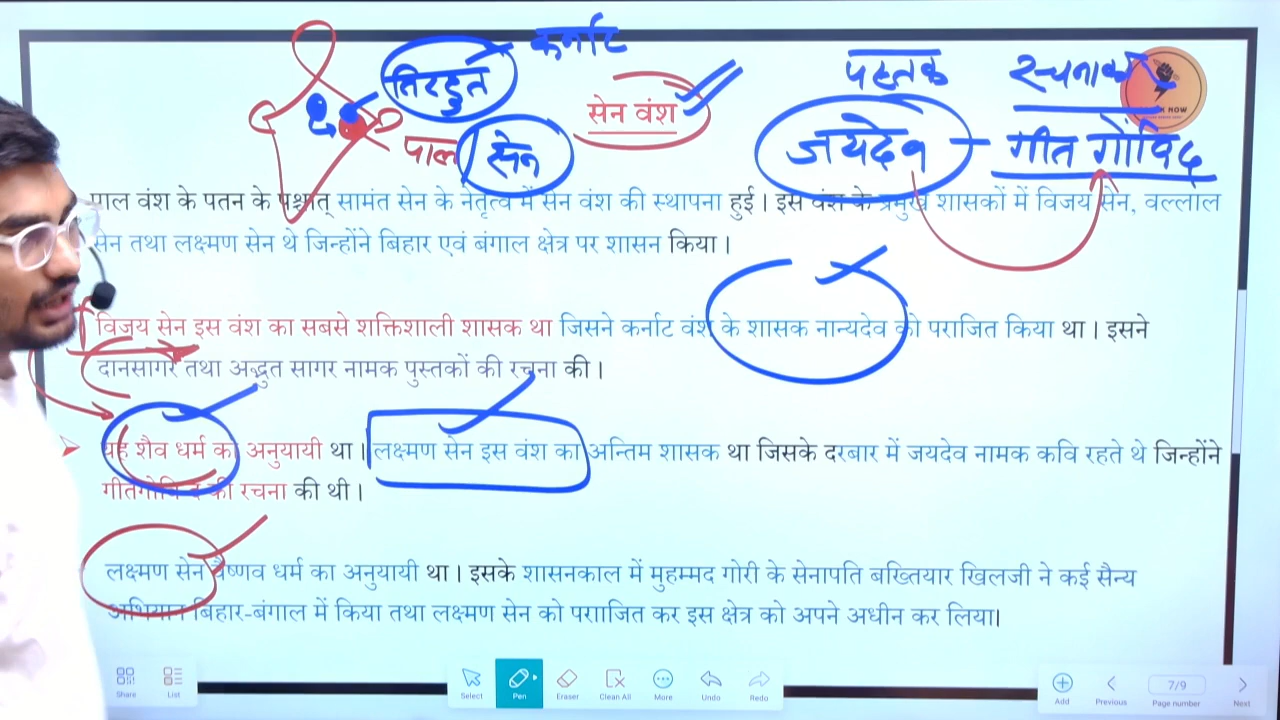 कर्नाट
तिरहुत
सेन वंश
पाल
सेन
पुस्तक रचनाकार
जयदेव – गीत गोविंद
पाल वंश के पतन के पश्चात् सामंत सेन के नेतृत्व में सेन वंश की स्थापना हुई। इस वंश के प्रमुख शासकों में विजय सेन, वल्लाल
सेन तथा लक्ष्मण सेन थे जिन्होंने बिहार एवं बंगाल क्षेत्र पर शासन किया।
विजय सेन इस वंश का सबसे शक्तिशाली शासक था जिसने कर्नाट वंश के शासक नान्यदेव को पराजित किया था। इसने
दानसागर तथा अद्भुत सागर नामक पुस्तकों की रचना की।
यह शैव धर्म का अनुयायी था। लक्ष्मण सेन इस वंश का अन्तिम शासक था जिसके दरबार में जयदेव नामक कवि रहते थे जिन्होंने
गीतगोविन्द की रचना की थी।
लक्ष्मण सेन वैष्णव धर्म का अनुयायी था। इसके शासनकाल में मुहम्मद गोरी के सेनापति बख्तियार खिलजी ने कई सैन्य
अभियान बिहार-बंगाल में किया तथा लक्ष्मण सेन को पराजित कर इस क्षेत्र को अपने अधीन कर लिया।
Share List Select Pen Eraser Clean All More Undo Redo Add Previous 7/9 Page number Next